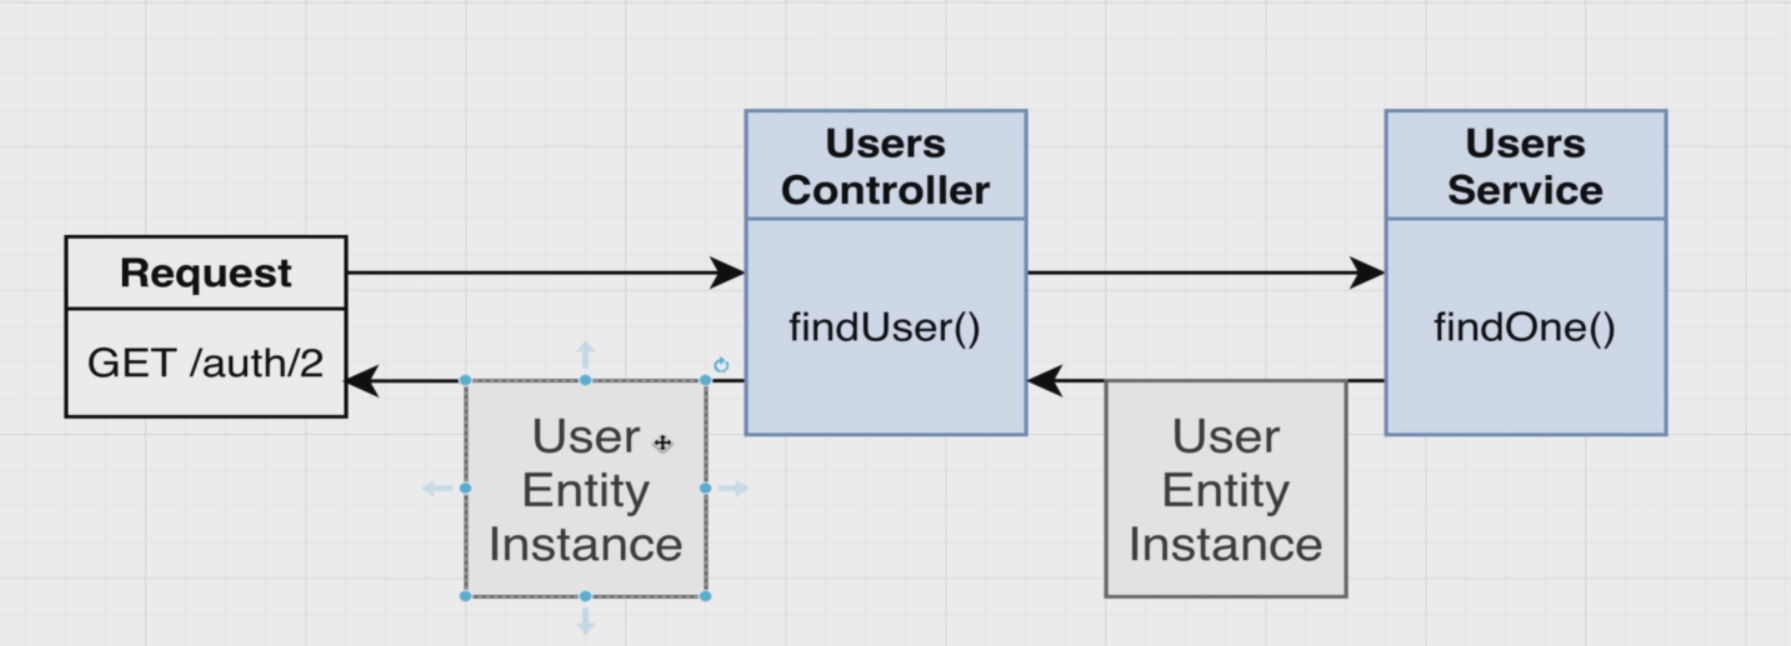 Request
GET /auth/2
Users
Controller
findUser()
Users
Service
findOne()
User
Entity
Instance
User
Entity
Instance